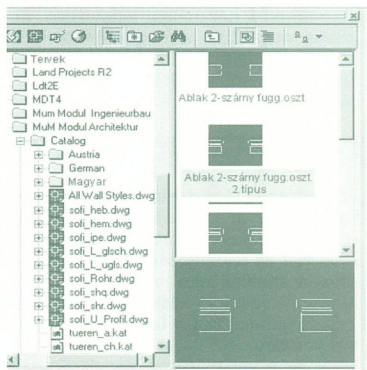 Tervek
Land Projects R2
Ldt2E
MDT4
Mum Modul Ingenieurbau
MuM Modul Architektur
Catalog
Austria
German
Magyar
All Wall Styles.dwg
sofi_heb.dwg
sofi_hem.dwg
sofi_ipe.dwg
sofi_L_glsch.dwg
sofi_L_ugls.dwg
sofi_Rohr.dwg
sofi_shq.dwg
sofi_shr.dwg
sofi_U_Profil.dwg
tueren_a.kat
tueren_ch.kat
Ablak 2-szárny fugg.oszt
Ablak 2-szárny fugg.oszt
2.típus